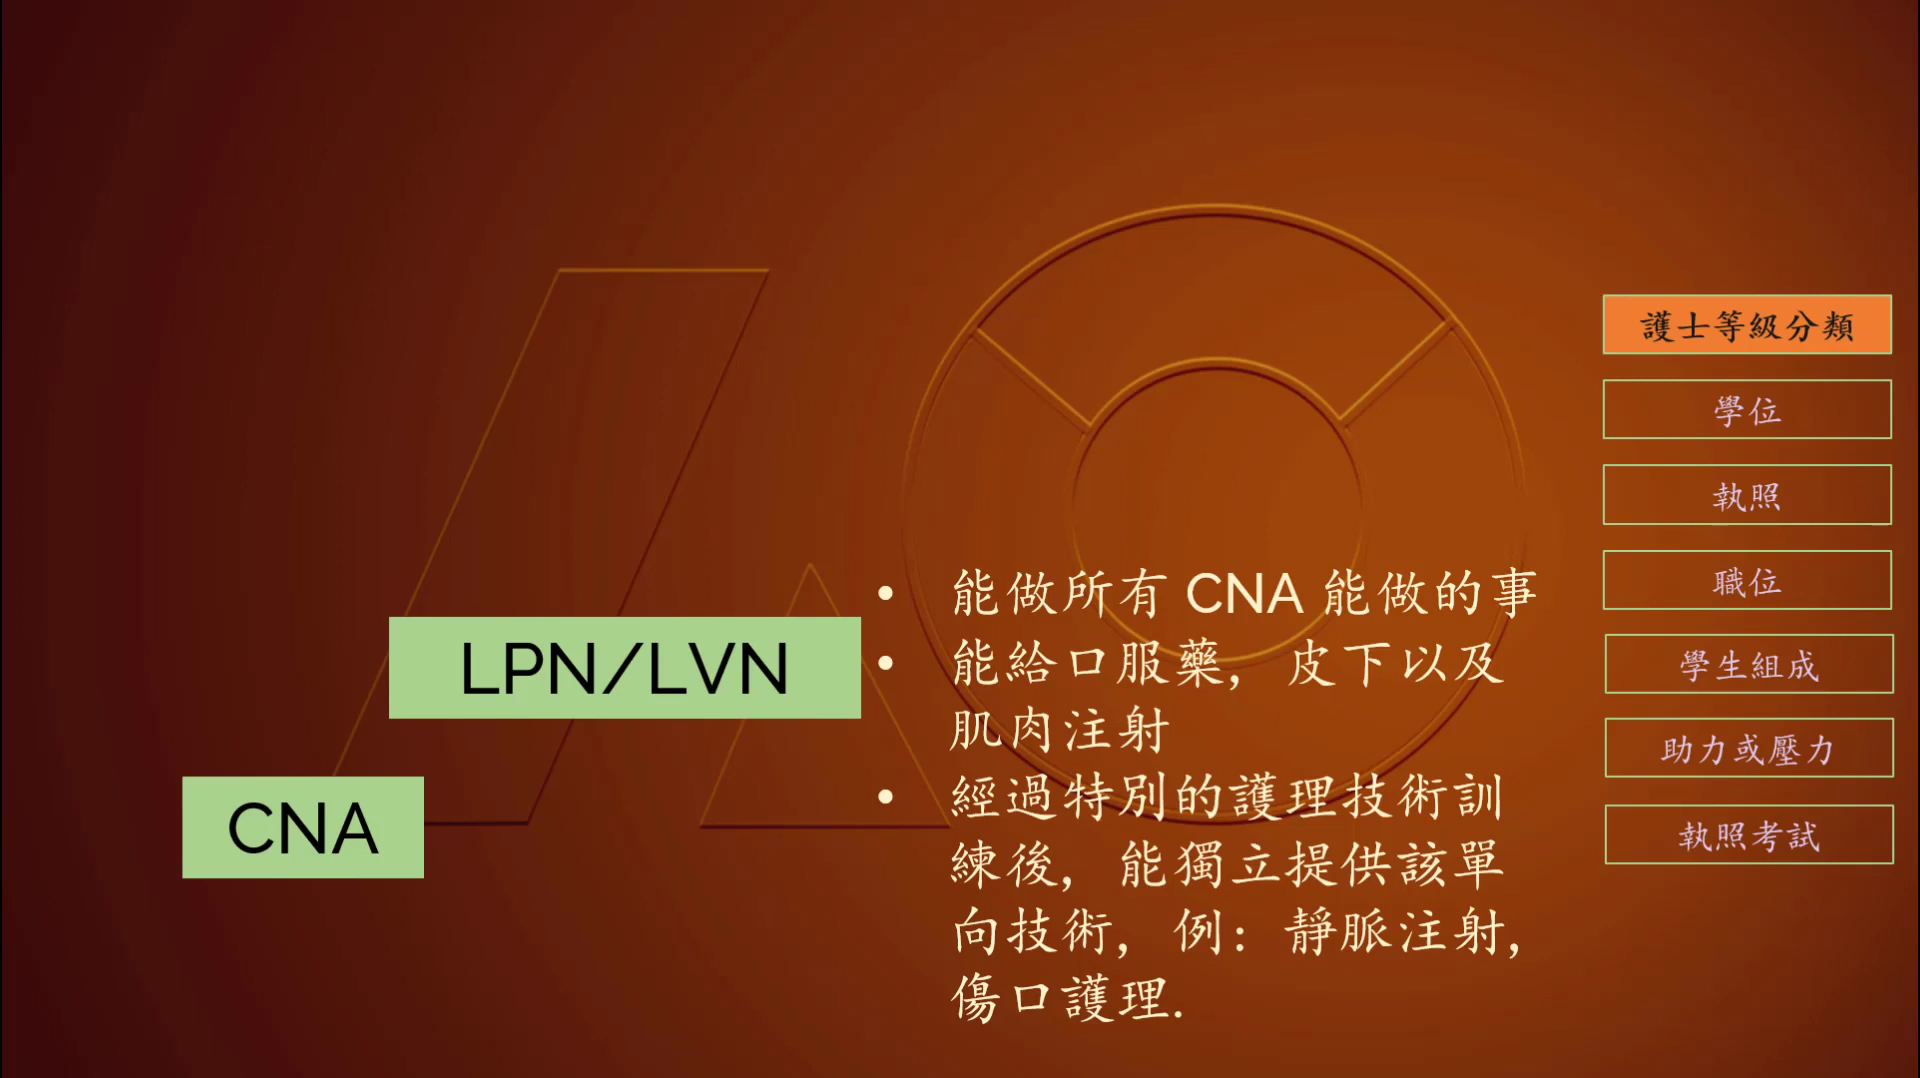 LPN/LVN
CNA
• 能做所有 CNA 能做的事
• 能給口服藥，皮下以及
肌肉注射
• 經過特別的護理技術訓
練後，能獨立提供該單
向技術，例：靜脈注射，
傷口護理.
護士等級分類
學位
執照
職位
學生組成
助力或壓力
執照考試